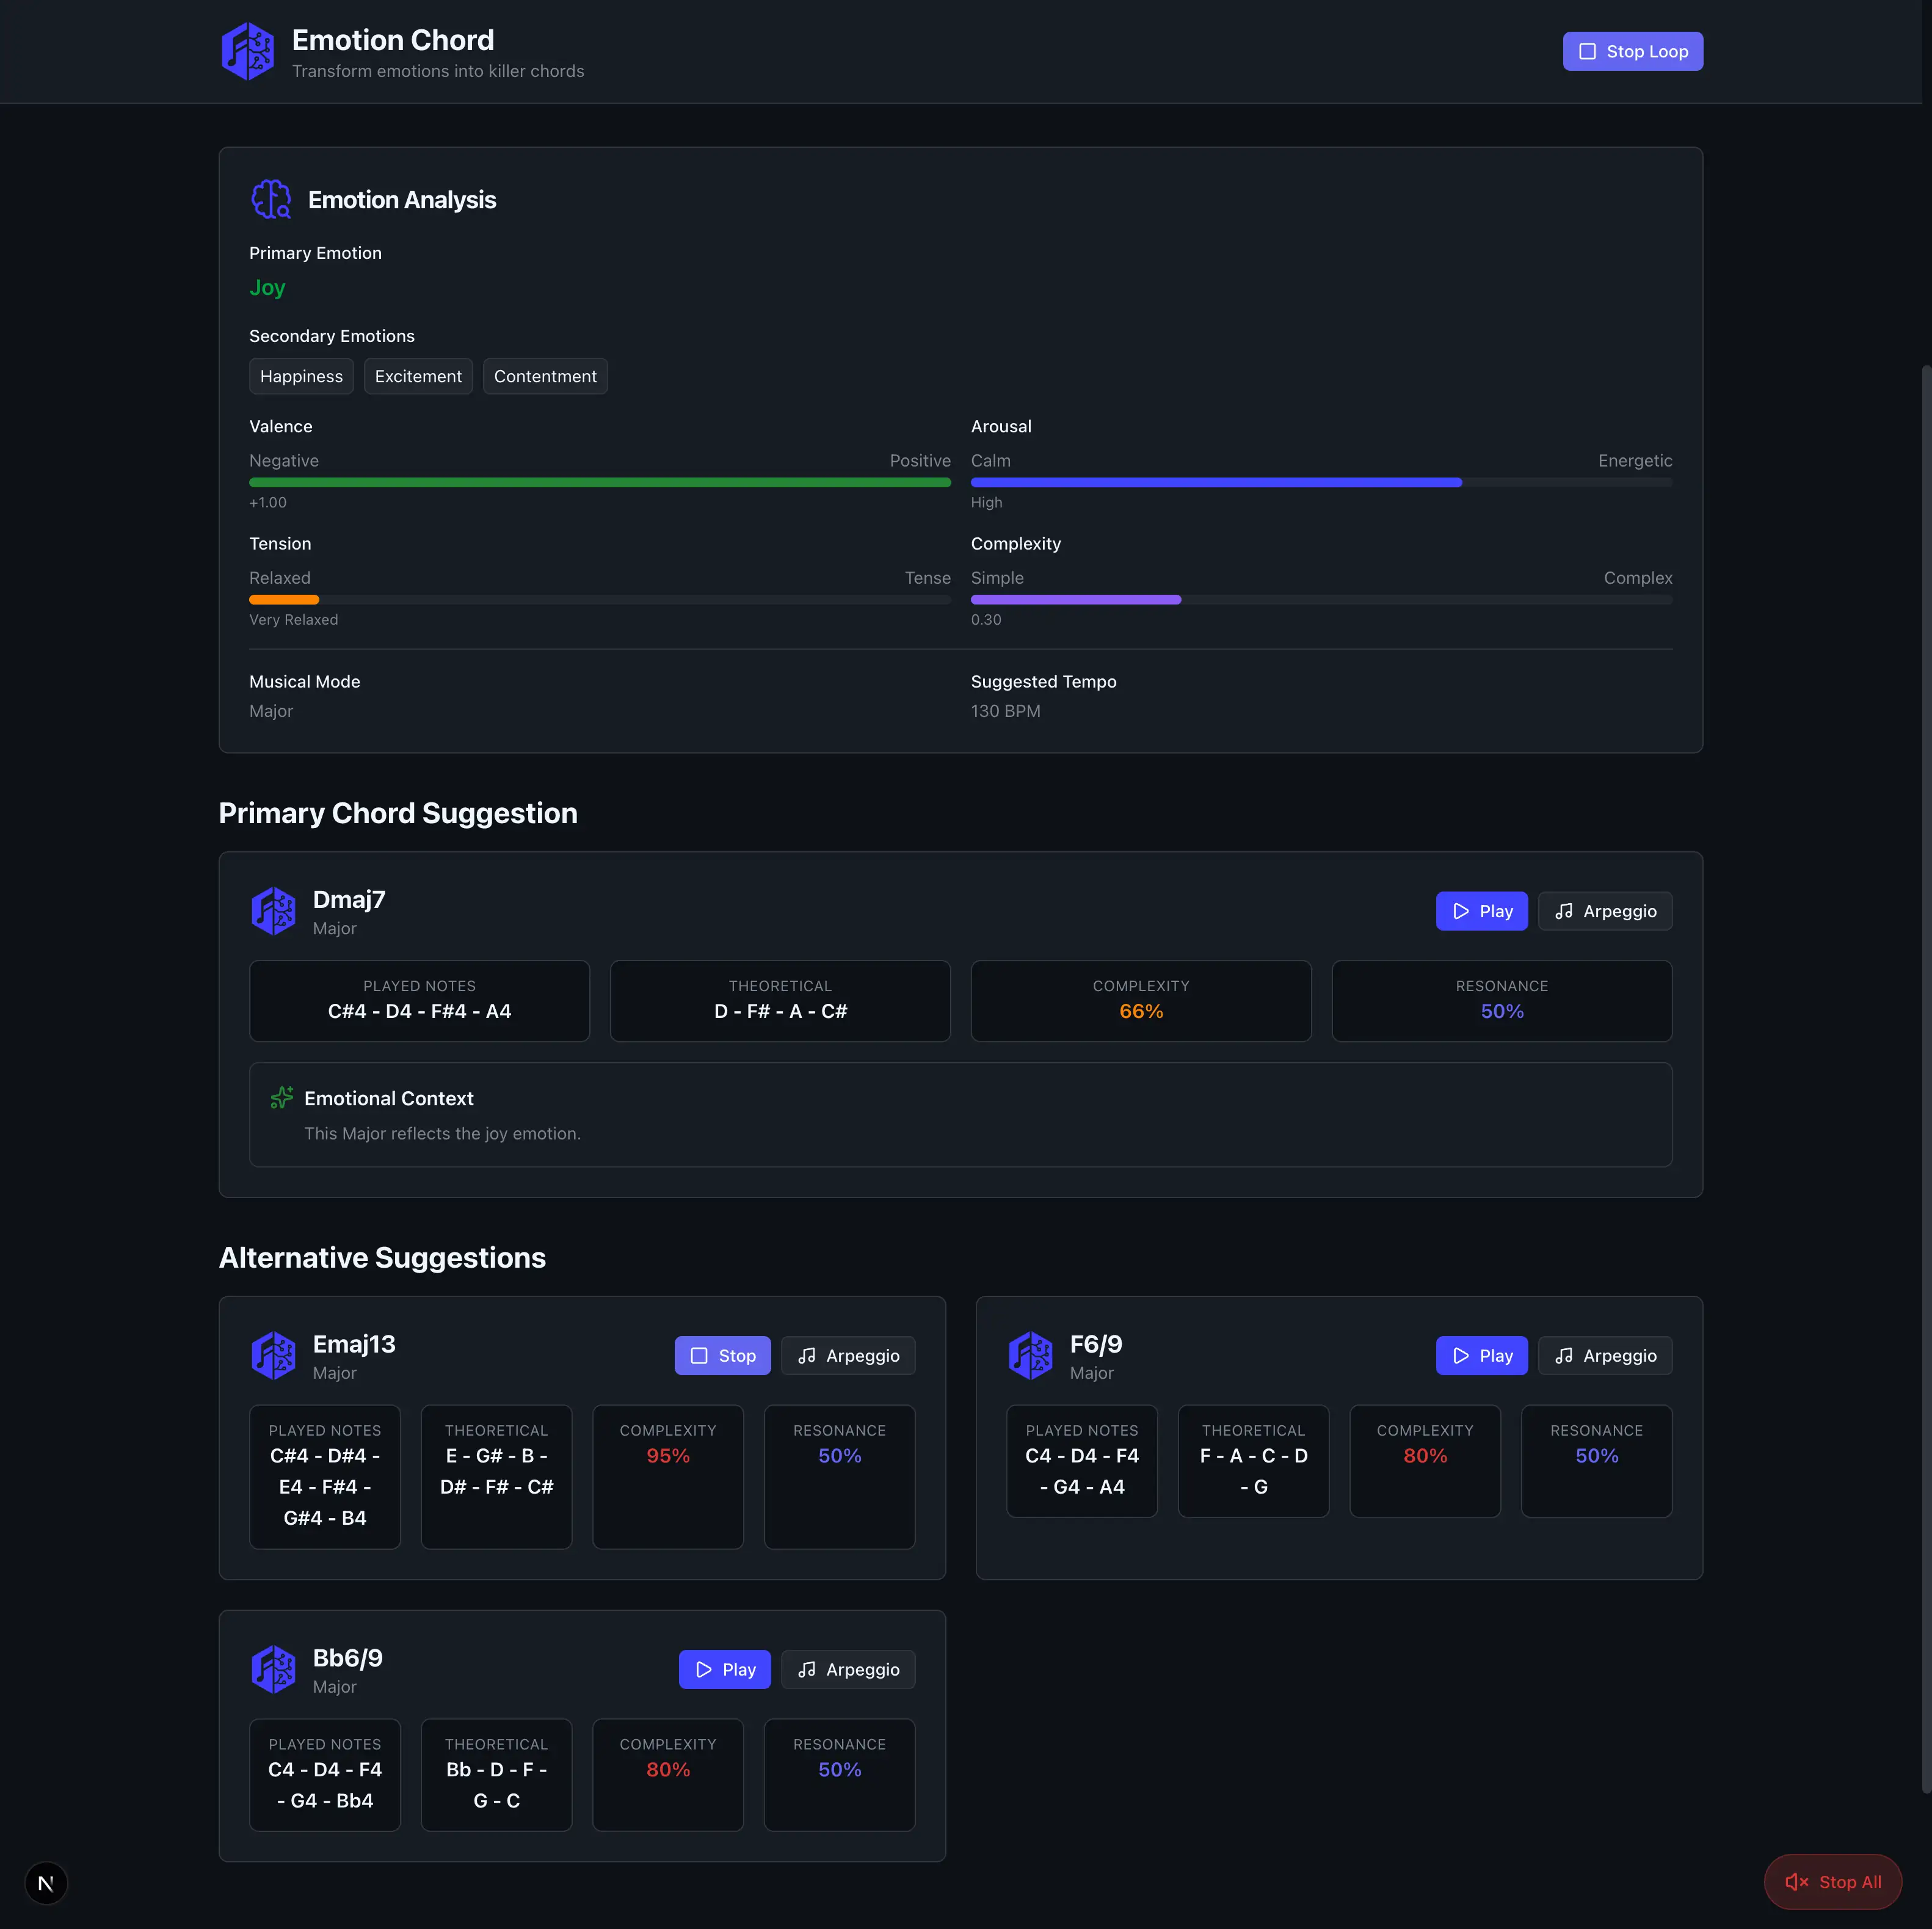 Emotion Chord
Transform emotions into killer chords
Stop Loop
Emotion Analysis
Primary Emotion
Joy
Secondary Emotions
Happiness Excitement Contentment
Valence Arousal
Negative Positive Calm Energetic
+1.00 High
Tension Complexity
Relaxed Tense Simple Complex
Very Relaxed 0.30
Musical Mode Suggested Tempo
Major 130 BPM
Primary Chord Suggestion
Dmaj7
Major
Play Arpeggio
PLAYED NOTES THEORETICAL COMPLEXITY RESONANCE
C#4 - D4 - F#4 - A4 D - F# - A - C# 66% 50%
Emotional Context
This Major reflects the joy emotion.
Alternative Suggestions
Emaj13
Major
Stop Arpeggio
PLAYED NOTES
C#4 - D#4 -
E4 - F#4 -
G#4 - B4
THEORETICAL
E - G# - B -
D# - F# - C#
COMPLEXITY
95%
RESONANCE
50%
F6/9
Major
Play Arpeggio
PLAYED NOTES
C4 - D4 - F4
- G4 - A4
THEORETICAL
F - A - C - D
- G
COMPLEXITY
80%
RESONANCE
50%
Bb6/9
Major
Play Arpeggio
PLAYED NOTES
C4 - D4 - F4
- G4 - Bb4
THEORETICAL
Bb - D - F -
G - C
COMPLEXITY
80%
RESONANCE
50%
N
Stop All